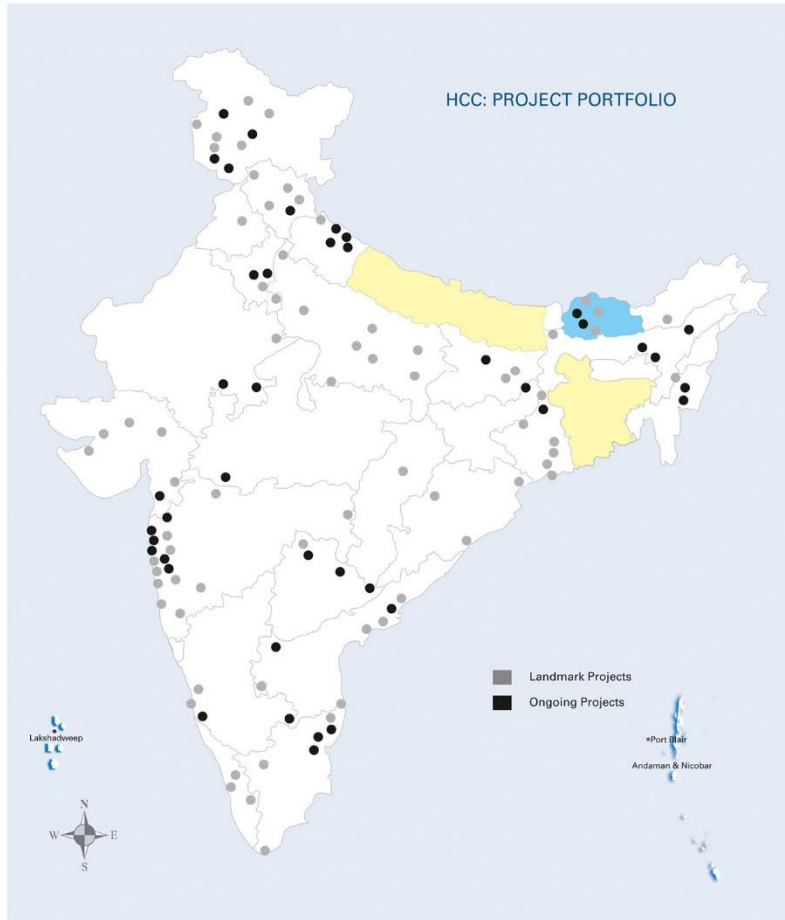 HCC: PROJECT PORTFOLIO
Landmark Projects
Ongoing Projects
Lakshadweep
Port Blair
Andaman & Nicobar
N
W E
S